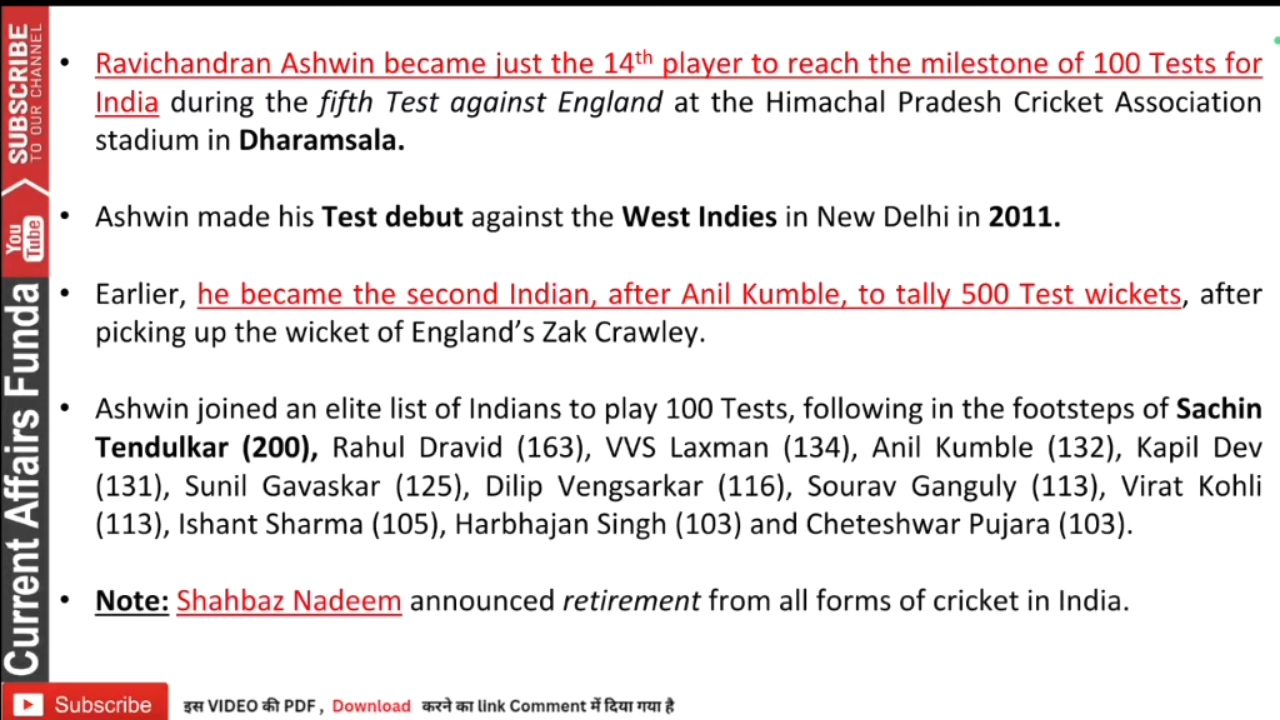 • Ravichandran Ashwin became just the 14th player to reach the milestone of 100 Tests for
India during the fifth Test against England at the Himachal Pradesh Cricket Association
stadium in Dharamsala.
• Ashwin made his Test debut against the West Indies in New Delhi in 2011.
• Earlier, he became the second Indian, after Anil Kumble, to tally 500 Test wickets, after
picking up the wicket of England's Zak Crawley.
• Ashwin joined an elite list of Indians to play 100 Tests, following in the footsteps of Sachin
Tendulkar (200), Rahul Dravid (163), VVS Laxman (134), Anil Kumble (132), Kapil Dev
(131), Sunil Gavaskar (125), Dilip Vengsarkar (116), Sourav Ganguly (113), Virat Kohli
(113), Ishant Sharma (105), Harbhajan Singh (103) and Cheteshwar Pujara (103).
• Note: Shahbaz Nadeem announced retirement from all forms of cricket in India.
SUBSCRIBE
TO OUR CHANNEL
You
Tube
Current Affairs Funda
Subscribe
इस VIDEO की PDF , Download करने का link Comment में दिया गया है